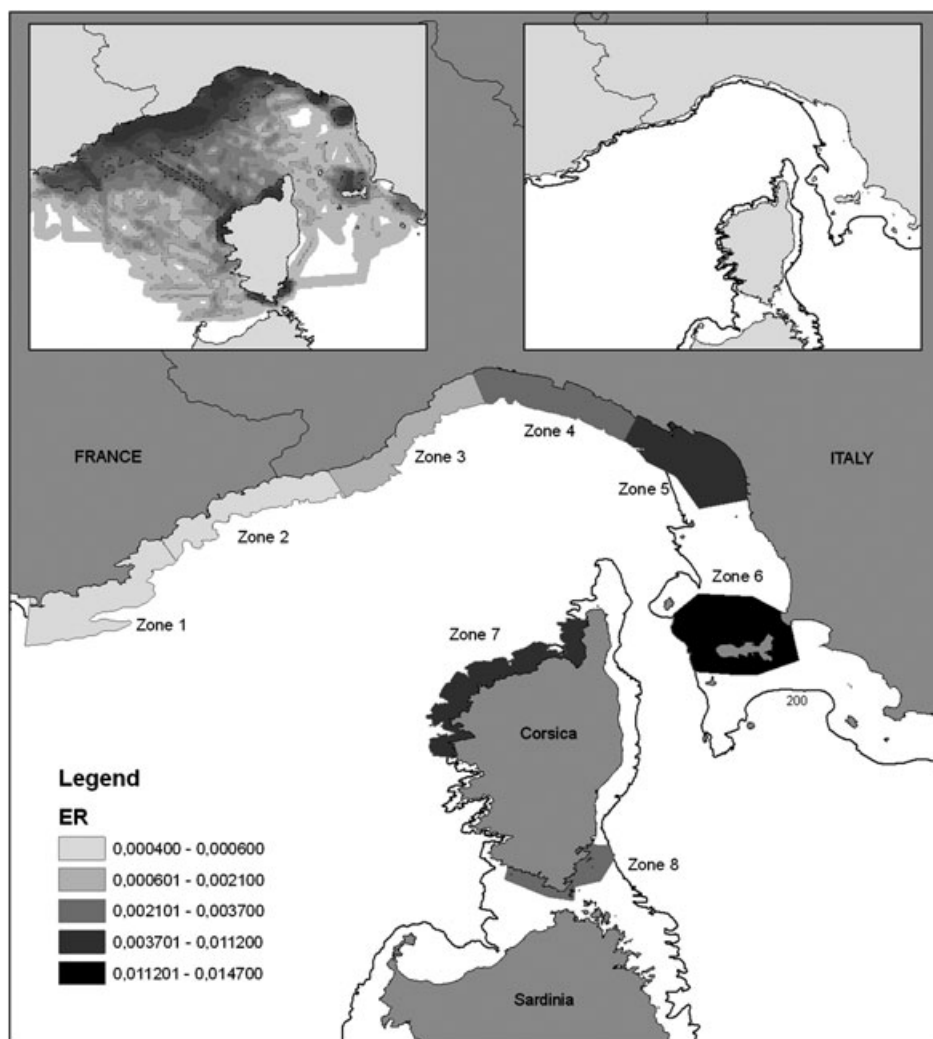 FRANCE
ITALY
Zone 4
Zone 3
Zone 5
Zone 2
Zone 6
Zone 1
Zone 7
200
Corsica
Zone 8
Sardinia
Legend
ER
0,000400 - 0,000600
0,000601 - 0,002100
0,002101 - 0,003700
0,003701 - 0,011200
0,011201 - 0,014700